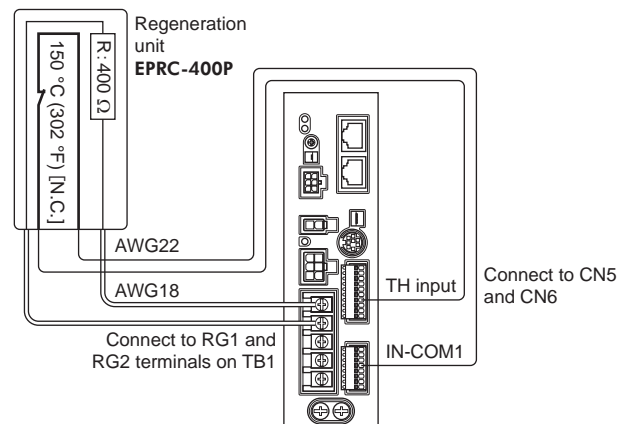 Regeneration
unit
EPRC-400P
R: 400 Ω
150 °C (302 °F) [N.C.]
AWG22
AWG18
TH input
Connect to CN5
and CN6
Connect to RG1 and
RG2 terminals on TB1
IN-COM1